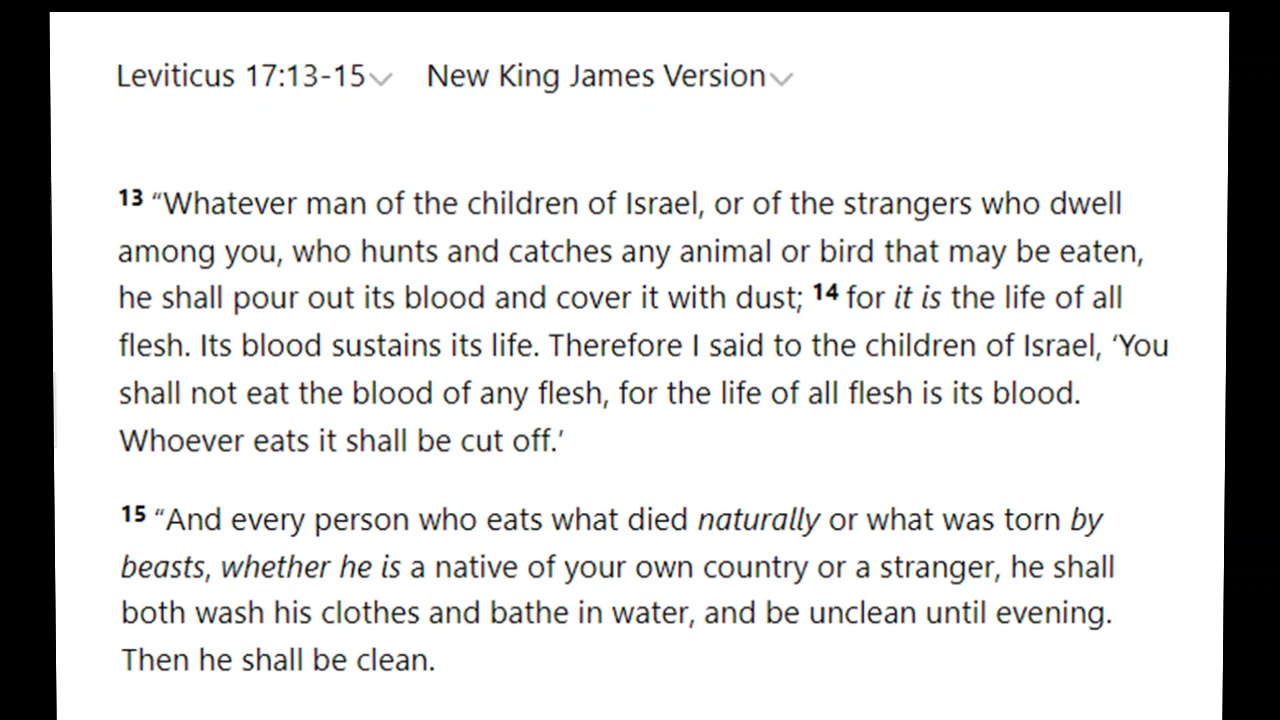 Leviticus 17:13-15 New King James Version
13 “Whatever man of the children of Israel, or of the strangers who dwell
among you, who hunts and catches any animal or bird that may be eaten,
he shall pour out its blood and cover it with dust; 14 for it is the life of all
flesh. Its blood sustains its life. Therefore I said to the children of Israel, ‘You
shall not eat the blood of any flesh, for the life of all flesh is its blood.
Whoever eats it shall be cut off.’
15 “And every person who eats what died naturally or what was torn by
beasts, whether he is a native of your own country or a stranger, he shall
both wash his clothes and bathe in water, and be unclean until evening.
Then he shall be clean.